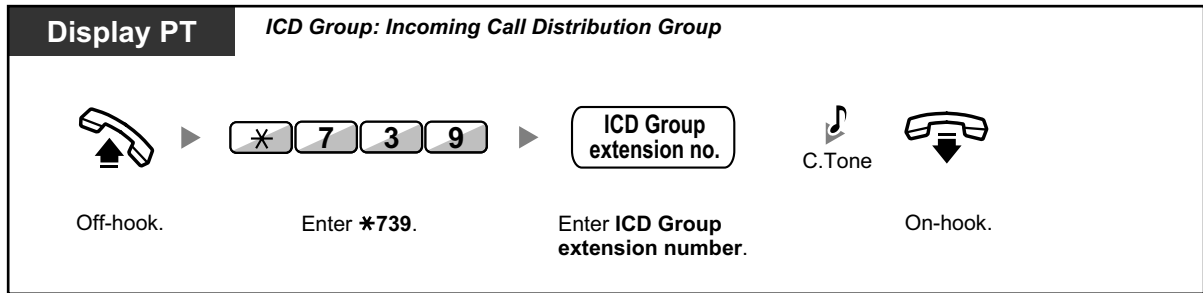 Display PT
ICD Group: Incoming Call Distribution Group
* 7 3 9
ICD Group
extension no.
C.Tone
Off-hook.
Enter *739.
Enter ICD Group
extension number.
On-hook.